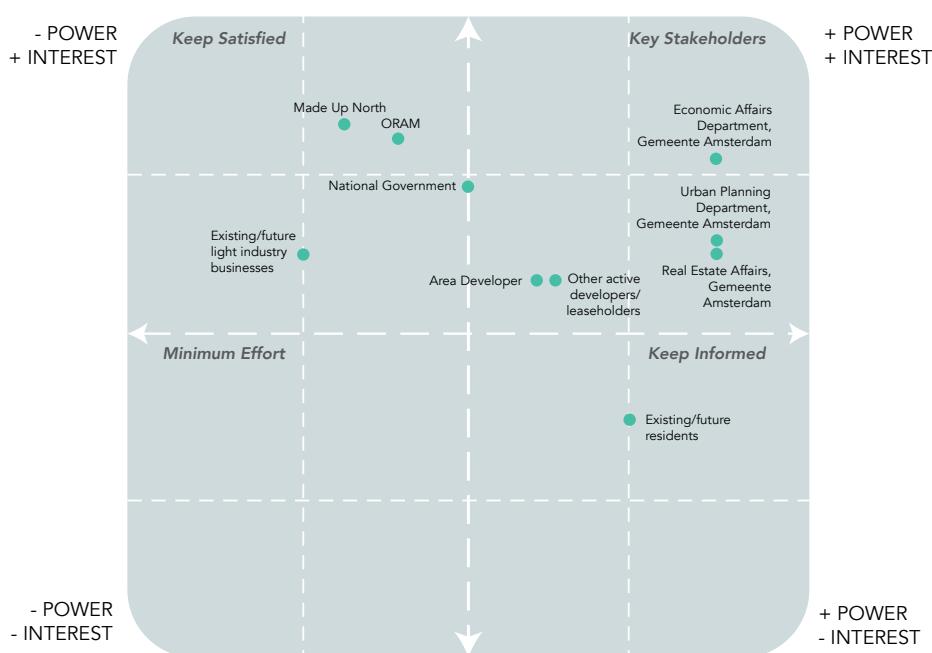 - POWER
+ INTEREST
Keep Satisfied
Key Stakeholders
+ POWER
+ INTEREST
Made Up North
ORAM
Economic Affairs
Department,
Gemeente Amsterdam
National Government
Urban Planning
Department,
Gemeente Amsterdam
Existing/future
light industry
businesses
Area Developer
Other active
developers/
leaseholders
Real Estate Affairs,
Gemeente
Amsterdam
Minimum Effort
Keep Informed
Existing/future
residents
- POWER
- INTEREST
+ POWER
- INTEREST